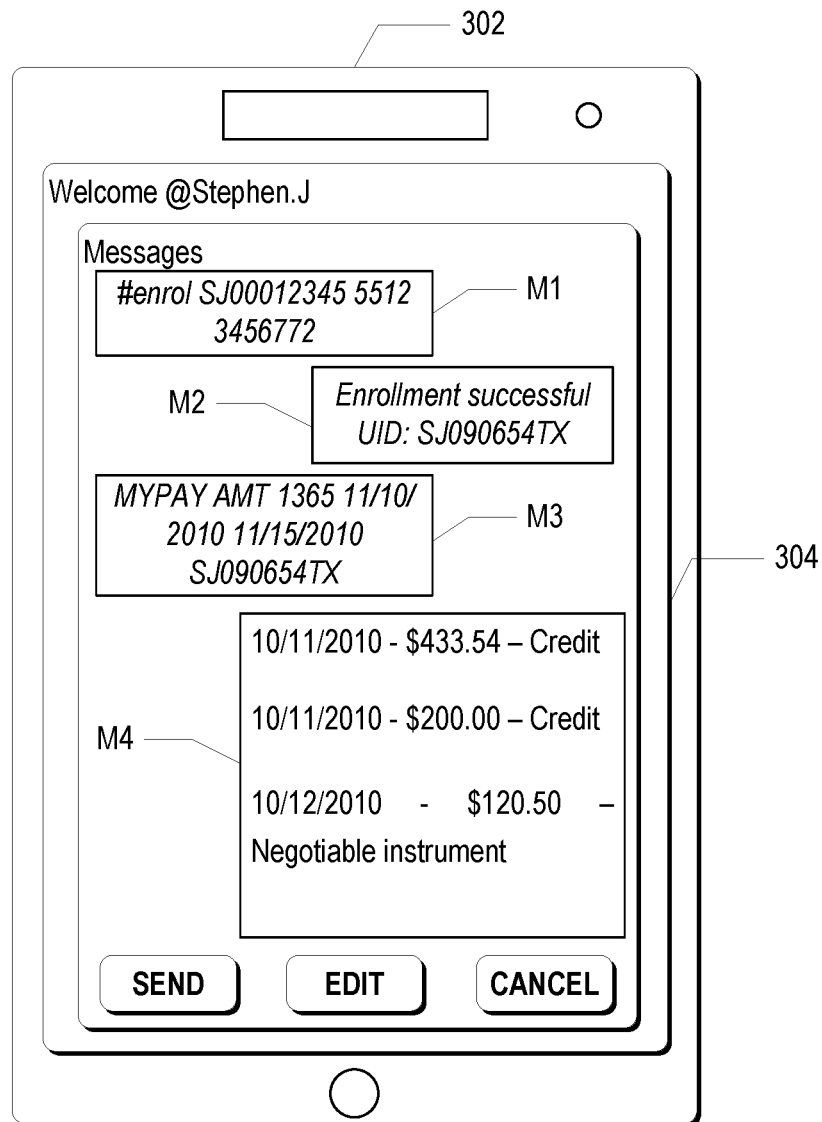 302
Welcome @Stephen.J
Messages
#enrol SJ00012345 5512
3456772
M1
M2
Enrollment successful
UID: SJ090654TX
MYPAY AMT 1365 11/10/
2010 11/15/2010
SJ090654TX
M3
304
10/11/2010 - $433.54 – Credit
10/11/2010 - $200.00 – Credit
M4
10/12/2010 - $120.50 –
Negotiable instrument
SEND EDIT CANCEL